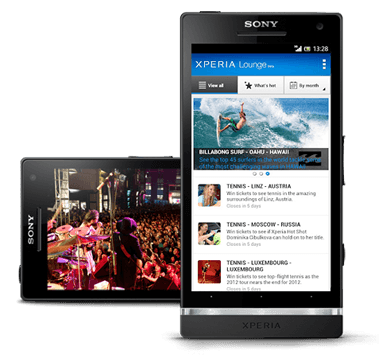 SONY
13:28
XPERIA Lounge
View all
What's hot
By month
BILLABONG SURF - OAHU - HAWAII
See the top 45 surfers in the world
TENNIS - LINZ - AUSTRIA
Win tickets to see tennis in the amazing
surroundings of Linz, Austria.
Closes in 5 days
TENNIS - MOSCOW - RUSSIA
Win tickets to see if Xperia Hot Shot
Dominika Cibulkova can hold on to her title.
Closes in 6 days
TENNIS - LUXEMBOURG -
LUXEMBOURG
Win tickets to see top-flight tennis as the
2012 tour nears the end for 2012.
Closes in 6 days
XPERIA
SONY